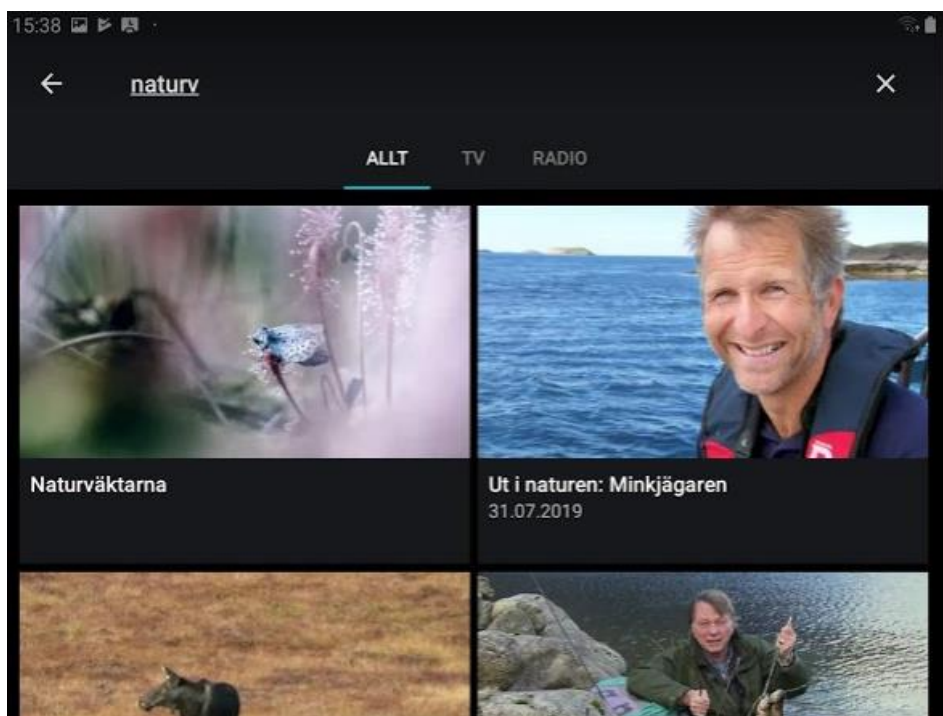 15:38
naturv
ALLT TV RADIO
Naturväktarna
Ut i naturen: Minkjägaren
31.07.2019